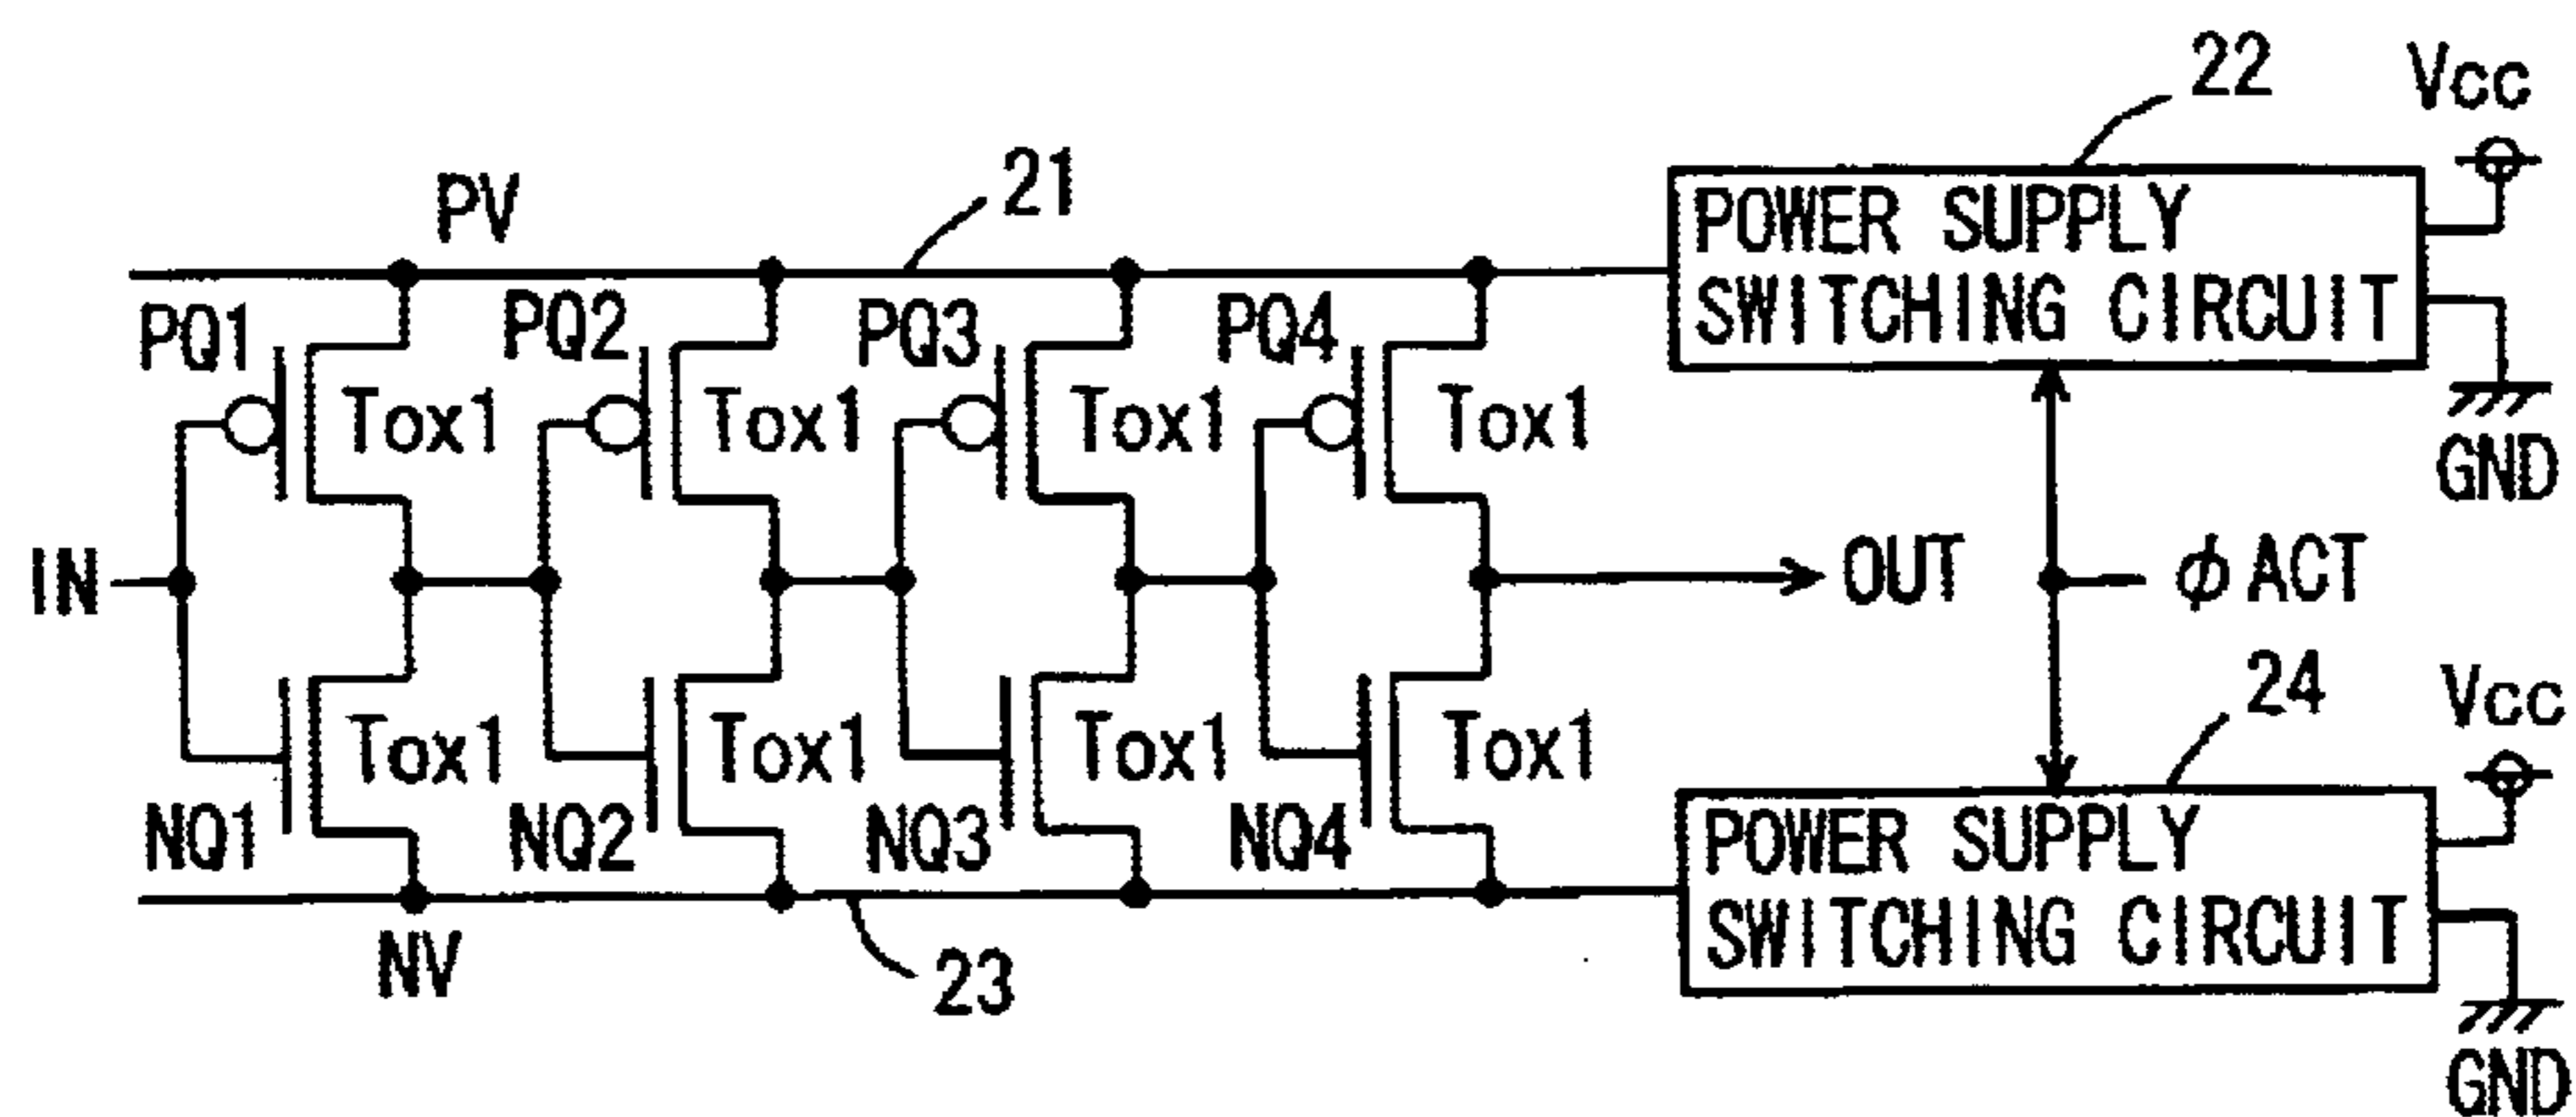 22
Vcc
PV
21
POWER SUPPLY
SWITCHING CIRCUIT
PQ1
PQ2
PQ3
PQ4
Tox1
Tox1
Tox1
Tox1
GND
IN
OUT
φACT
24
Vcc
Tox1
Tox1
Tox1
Tox1
NQ1
NQ2
NQ3
NQ4
POWER SUPPLY
SWITCHING CIRCUIT
NV
23
GND